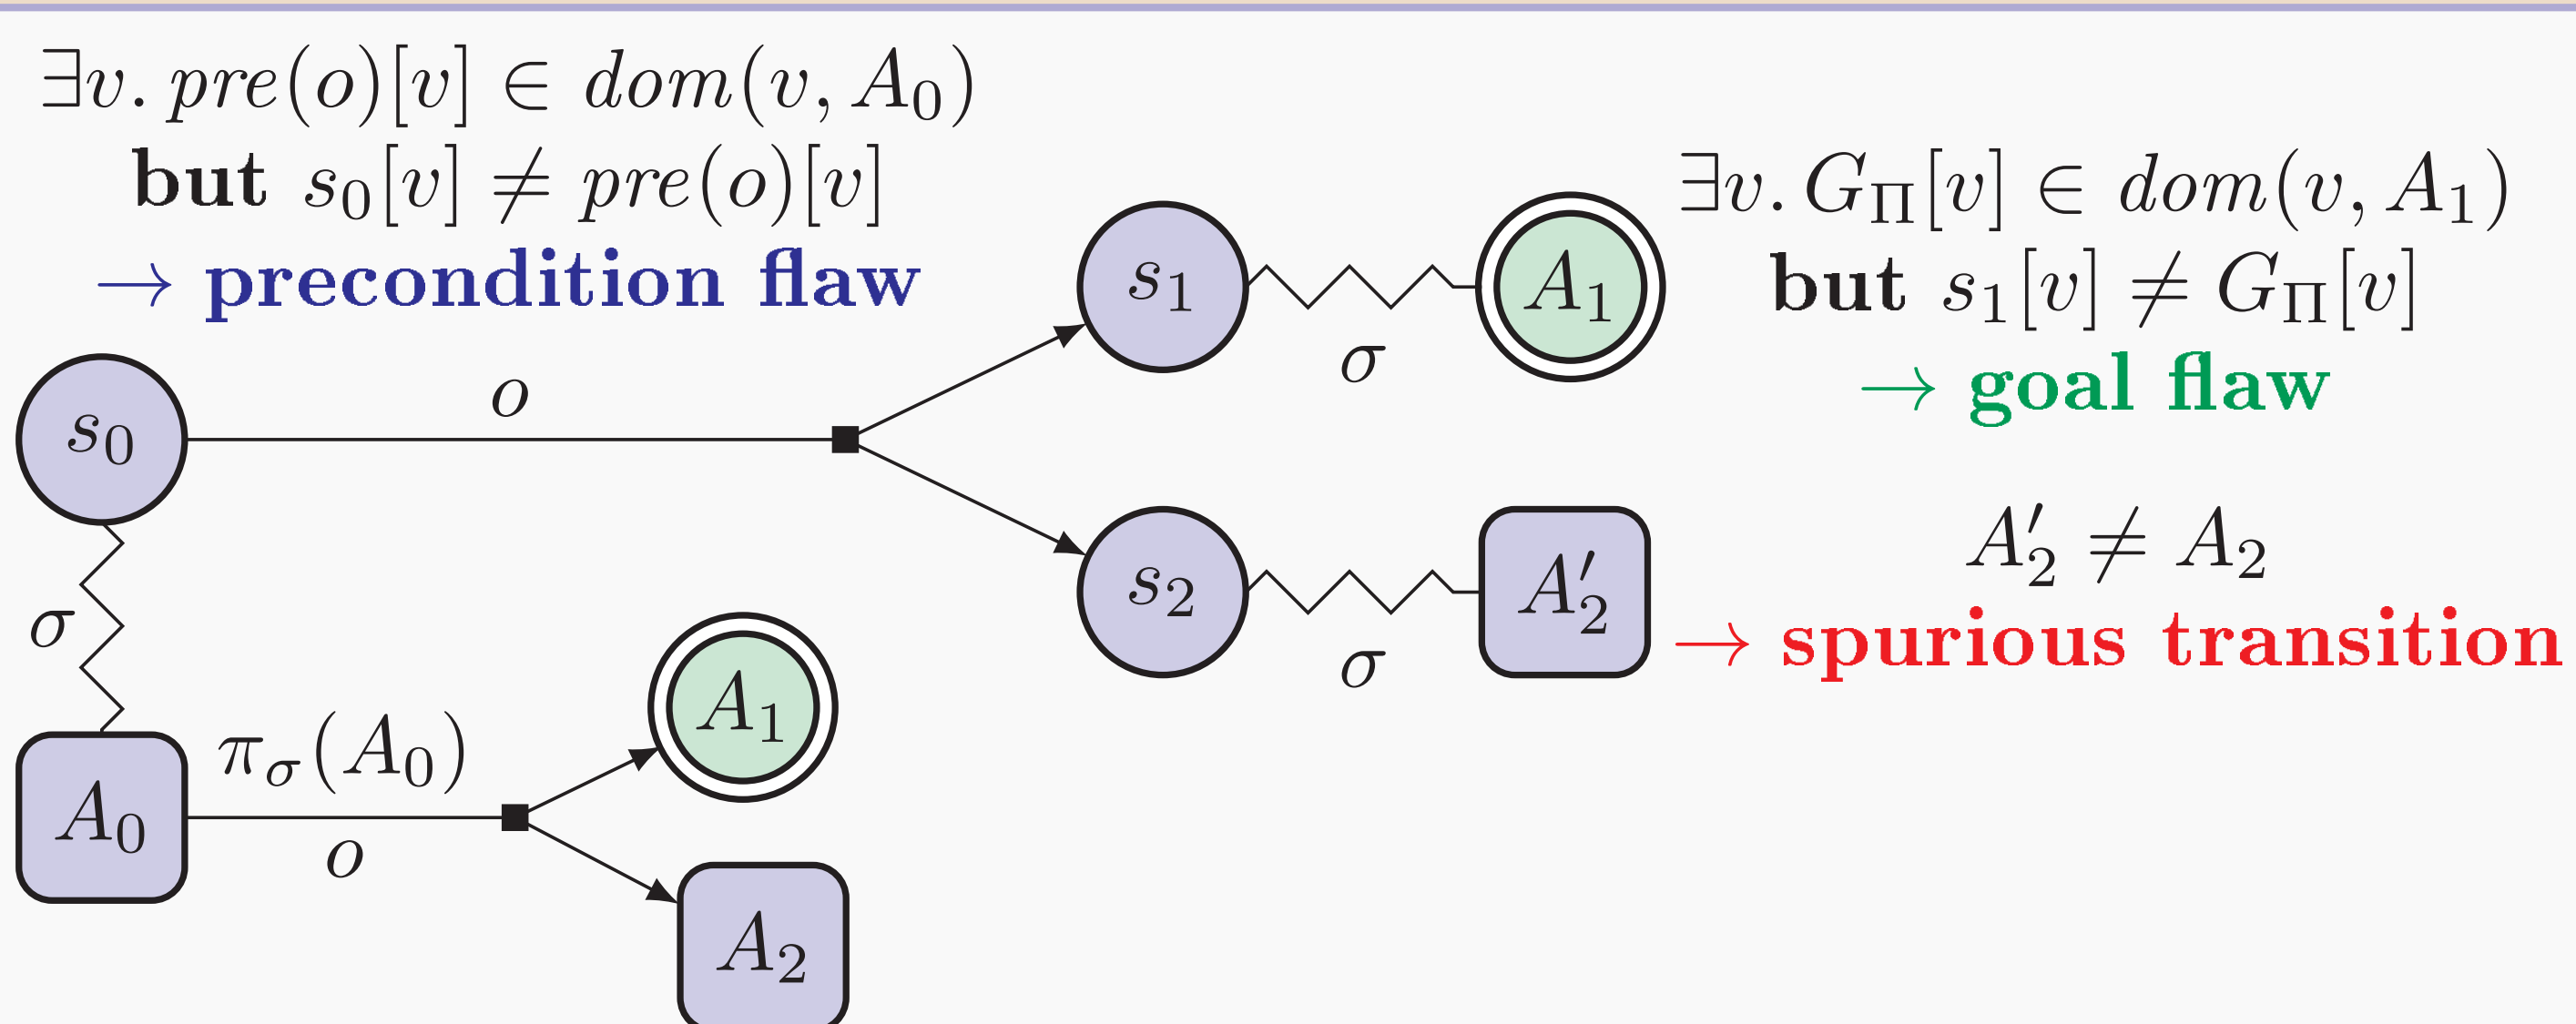 ∃v. pre(o)[v] ∈ dom(v, A₀)
but s₀[v] ≠ pre(o)[v]
→ precondition flaw
∃v. G_Π[v] ∈ dom(v, A₁)
but s₁[v] ≠ G_Π[v]
→ goal flaw
s₁
σ
A₁
s₀
o
s₂
σ
A′₂
A′₂ ≠ A₂
→ spurious transition
σ
A₀
π_σ(A₀)
o
A₁
A₂